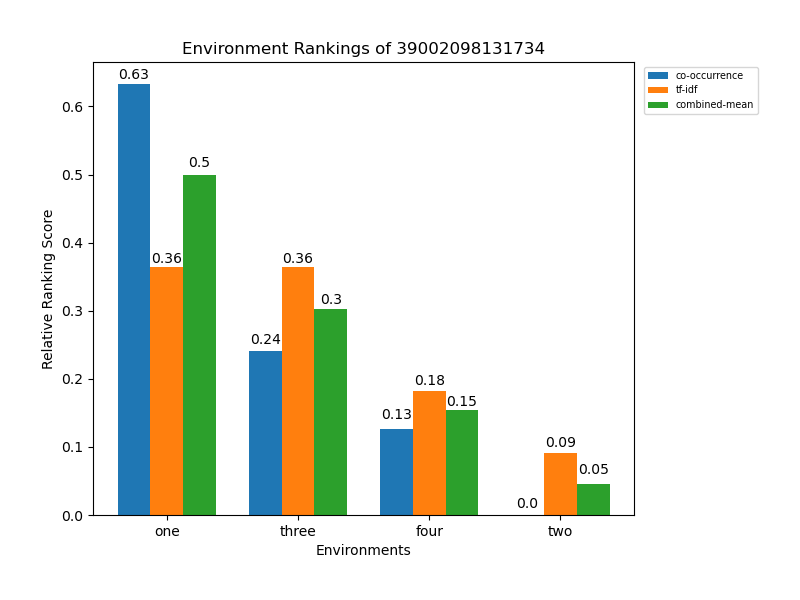 Environment Rankings of 39002098131734
co-occurrence
tf-idf
combined-mean
Relative Ranking Score
0.6
0.5
0.4
0.3
0.2
0.1
0.0
0.63
0.36
0.5
0.24
0.36
0.3
0.13
0.18
0.15
0.0
0.09
0.05
one three four two
Environments